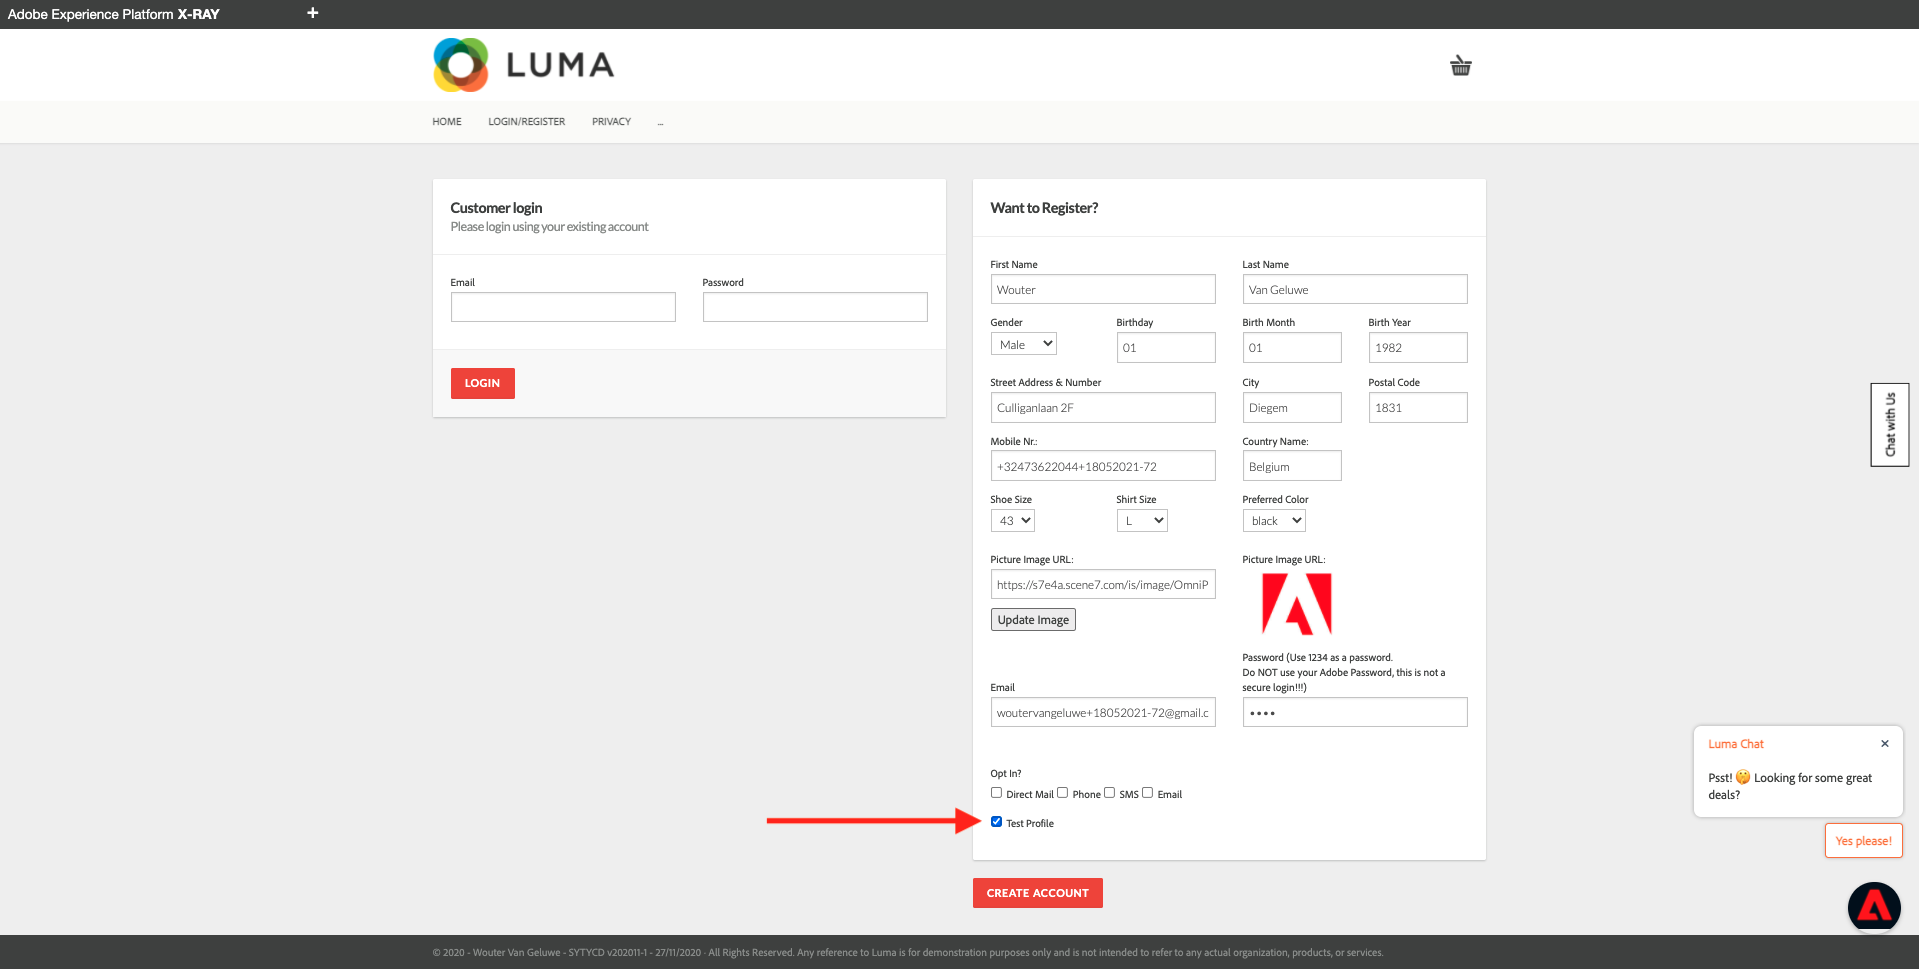 Adobe Experience Platform X-RAY
+
LUMA
HOME
LOGIN/REGISTER
PRIVACY
...
Customer login
Please login using your existing account
Email
Password
LOGIN
Want to Register?
First Name
Last Name
Wouter
Van Geluwe
Gender
Birthday
Birth Month
Birth Year
Male
01
01
1982
Street Address & Number
City
Postal Code
Culliganlaan 2F
Diegem
1831
Mobile Nr.:
Country Name:
+32473622044+18052021-72
Belgium
Shoe Size
Shirt Size
Preferred Color
43
L
black
Picture Image URL:
Picture Image URL:
https://s7e4a.scene7.com/is/image/OmniP
Update Image
Password (Use 1234 as a password.
Do NOT use your Adobe Password, this is not a
secure login!!!)
Email
woutervangeluwe+18052021-72@gmail.c
••••
Opt In?
Direct Mail
Phone
SMS
Email
Test Profile
CREATE ACCOUNT
Chat with Us
Luma Chat
×
Psst! 🤫 Looking for some great
deals?
Yes please!
© 2020 - Wouter Van Geluwe - SYTYCD v202011-1 - 27/11/2020 · All Rights Reserved. Any reference to Luma is for demonstration purposes only and is not intended to refer to any actual organization, products, or services.